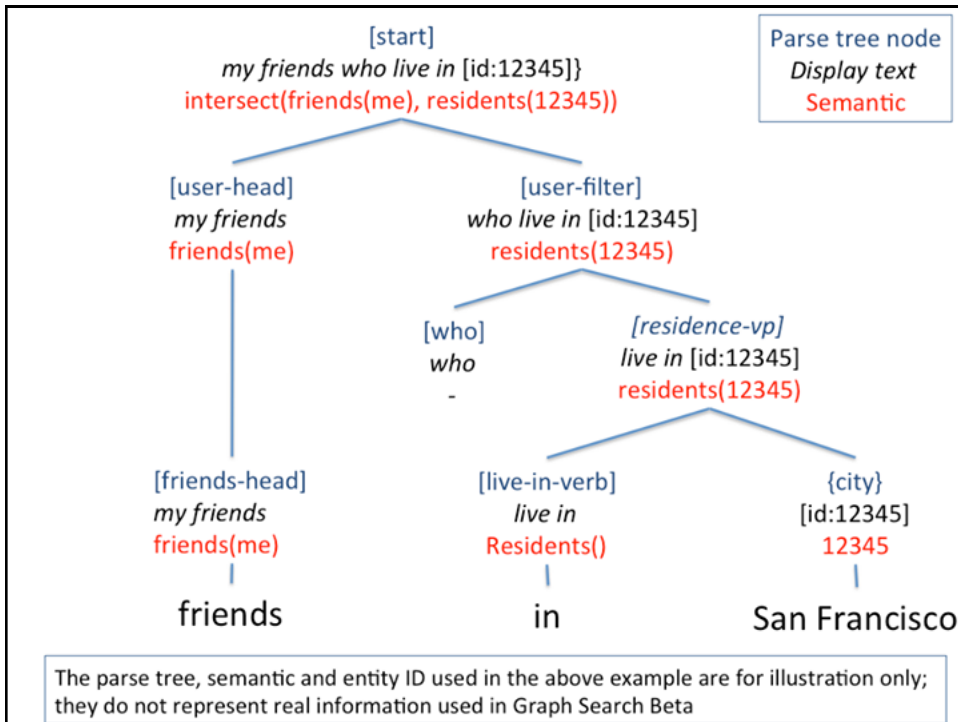 [start]
my friends who live in [id:12345]}
intersect(friends(me), residents(12345))
Parse tree node
Display text
Semantic
[user-head]
my friends
friends(me)
[user-filter]
who live in [id:12345]
residents(12345)
[who]
who
-
[residence-vp]
live in [id:12345]
residents(12345)
[friends-head]
my friends
friends(me)
[live-in-verb]
live in
Residents()
{city}
[id:12345]
12345
friends
in
San Francisco
The parse tree, semantic and entity ID used in the above example are for illustration only;
they do not represent real information used in Graph Search Beta